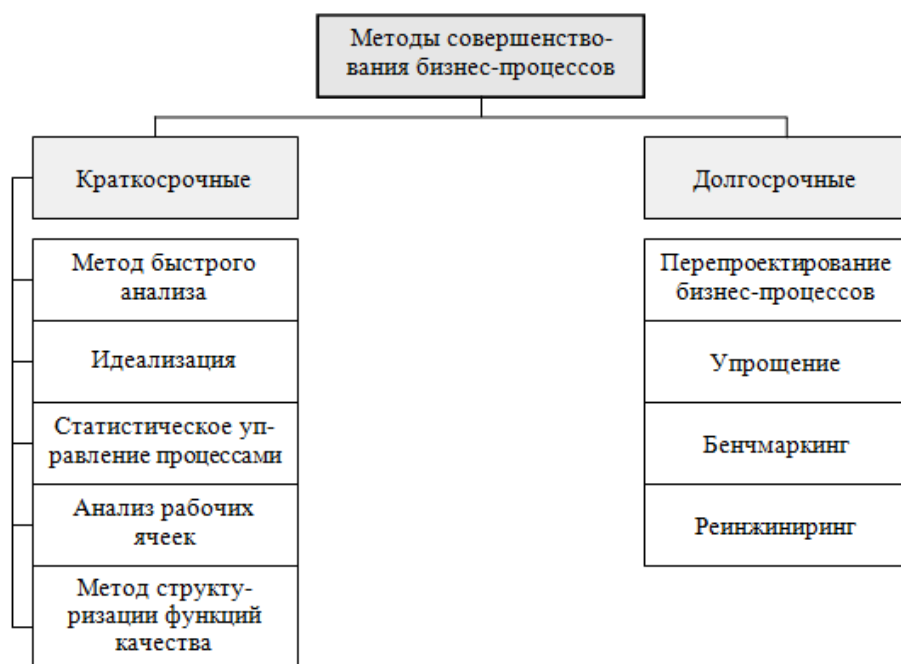 Методы совершенство-
вания бизнес-процессов
Краткосрочные
Метод быстрого
анализа
Идеализация
Статистическое уп-
равление процессами
Анализ рабочих
ячеек
Метод структу-
ризации функций
качества
Долгосрочные
Перепроектирование
бизнес-процессов
Упрощение
Бенчмаркинг
Реинжиниринг